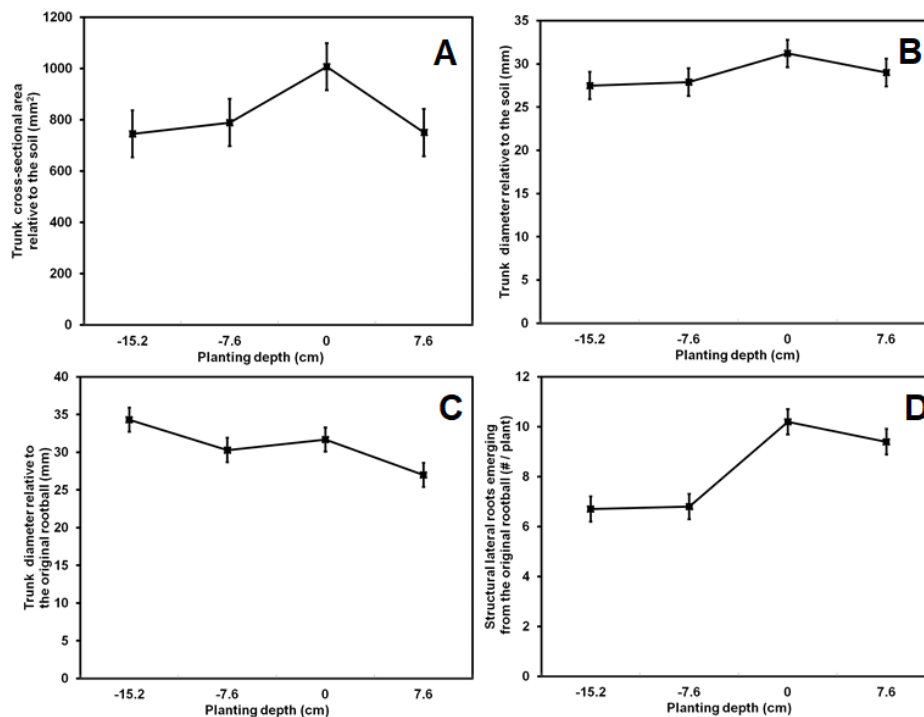 A
Trunk cross-sectional area
relative to the soil (mm²)
1200
1000
800
600
400
200
0
-15.2 -7.6 0 7.6
Planting depth (cm)
B
Trunk diameter relative to the soil (mm)
35
30
25
20
15
10
5
0
-15.2 -7.6 0 7.6
Planting depth (cm)
C
Trunk diameter relative to
the original rootball (mm)
40
35
30
25
20
15
10
5
0
-15.2 -7.6 0 7.6
Planting depth (cm)
D
Structural lateral roots emerging
from the original rootball (# / plant)
12
10
8
6
4
2
0
-15.2 -7.6 0 7.6
Planting depth (cm)